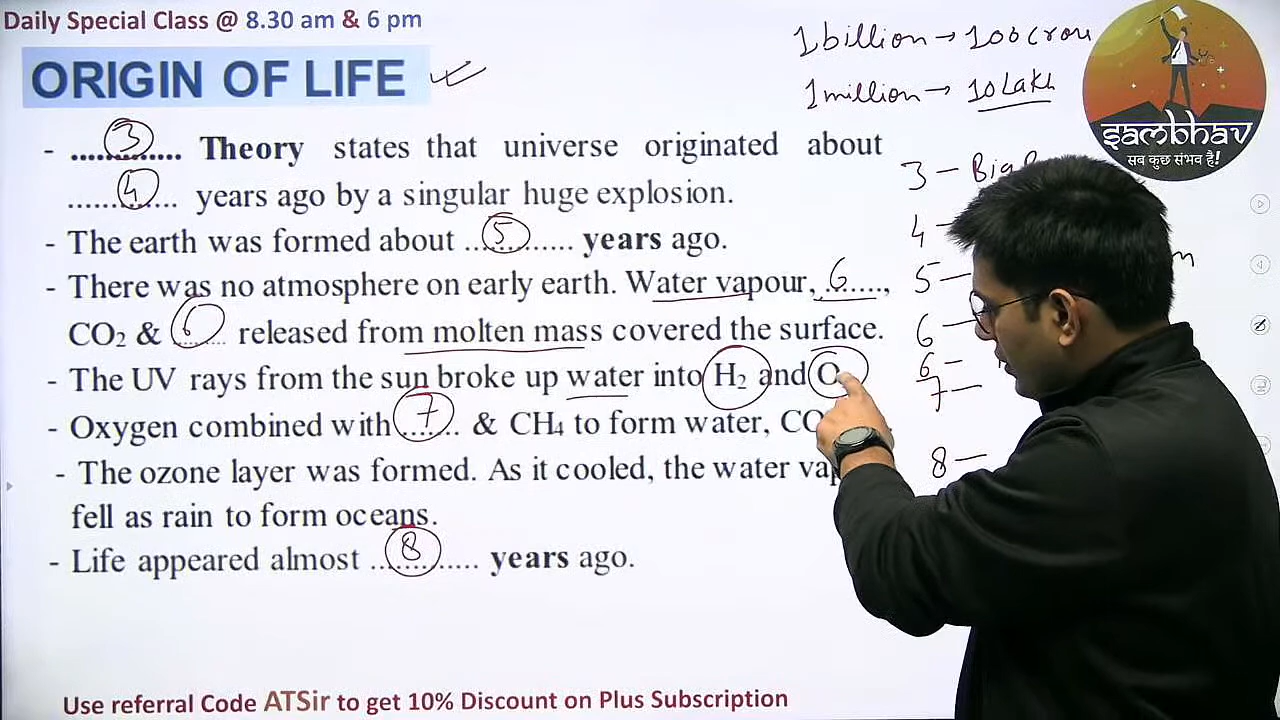 Daily Special Class @ 8.30 am & 6 pm
ORIGIN OF LIFE
1 billion → 100 Crore
1 million → 10 Lakh
sambhav
सब कुछ संभव है!
- ....3.... Theory states that universe originated about
....4.... years ago by a singular huge explosion.
- The earth was formed about ....5.... years ago.
- There was no atmosphere on early earth. Water vapour, ..6....,
CO₂ & ..6.. released from molten mass covered the surface.
- The UV rays from the sun broke up water into H₂ and O
- Oxygen combined with ..7.. & CH₄ to form water, CO
- The ozone layer was formed. As it cooled, the water vap
fell as rain to form oceans.
- Life appeared almost ....8.... years ago.
3 – Big
4 –
5 –
6 –
6 –
7 –
8 –
Use referral Code ATSir to get 10% Discount on Plus Subscription